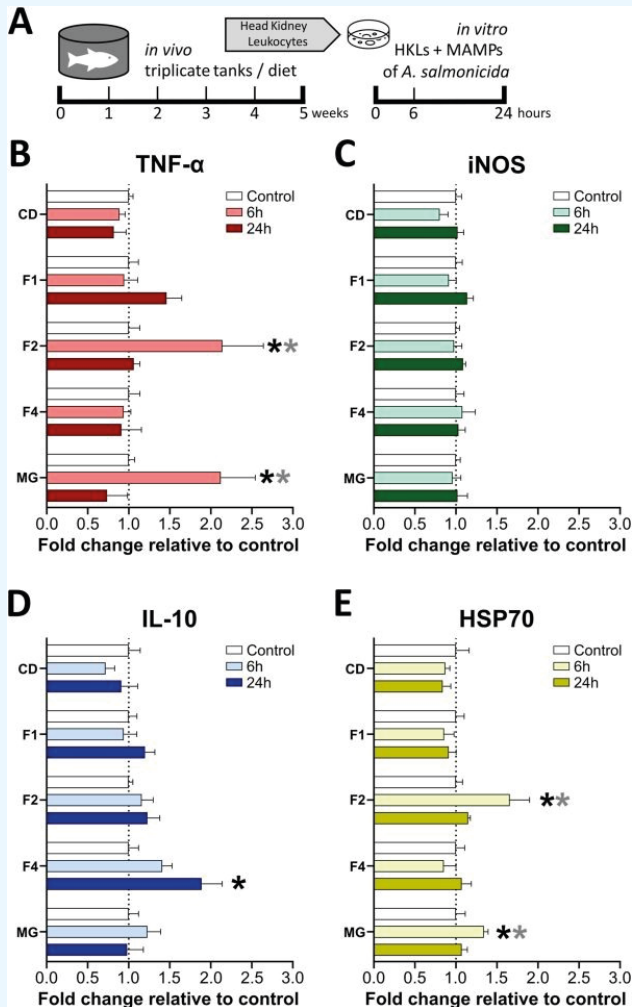 A
in vivo
triplicate tanks / diet
Head Kidney
Leukocytes
in vitro
HKLs + MAMPs
of A. salmonicida
0 1 2 3 4 5 weeks
0 6 24 hours
B
TNF-α
Control
6h
24h
CD
F1
F2
**
F4
MG
**
0.0 0.5 1.0 1.5 2.0 2.5 3.0
Fold change relative to control
C
iNOS
Control
6h
24h
CD
F1
F2
F4
MG
0.0 0.5 1.0 1.5 2.0 2.5 3.0
Fold change relative to control
D
IL-10
Control
6h
24h
CD
F1
F2
F4
*
MG
0.0 0.5 1.0 1.5 2.0 2.5 3.0
Fold change relative to control
E
HSP70
Control
6h
24h
CD
F1
F2
**
F4
MG
**
0.0 0.5 1.0 1.5 2.0 2.5 3.0
Fold change relative to control